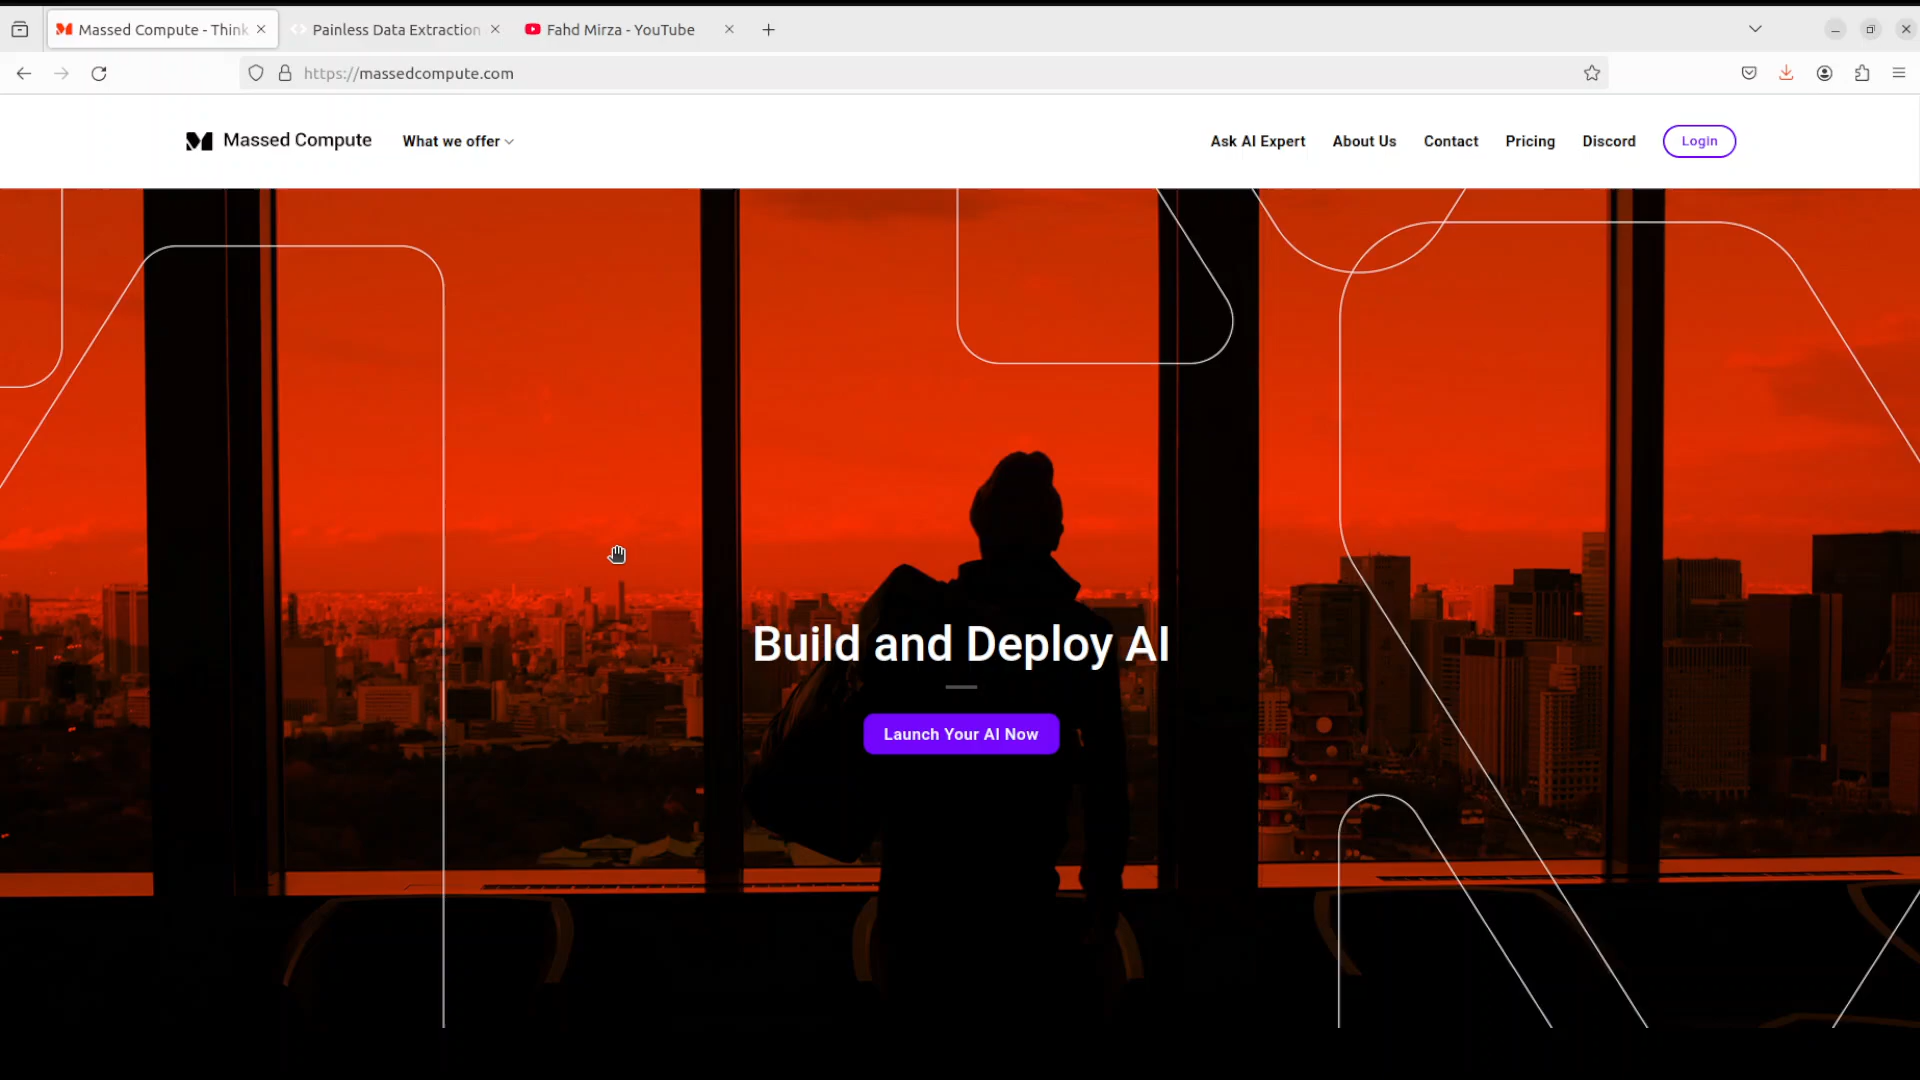 Massed Compute - Think
Painless Data Extraction
Fahd Mirza - YouTube
https://massedcompute.com
Massed Compute
What we offer
Ask AI Expert
About Us
Contact
Pricing
Discord
Login
Build and Deploy AI
Launch Your AI Now